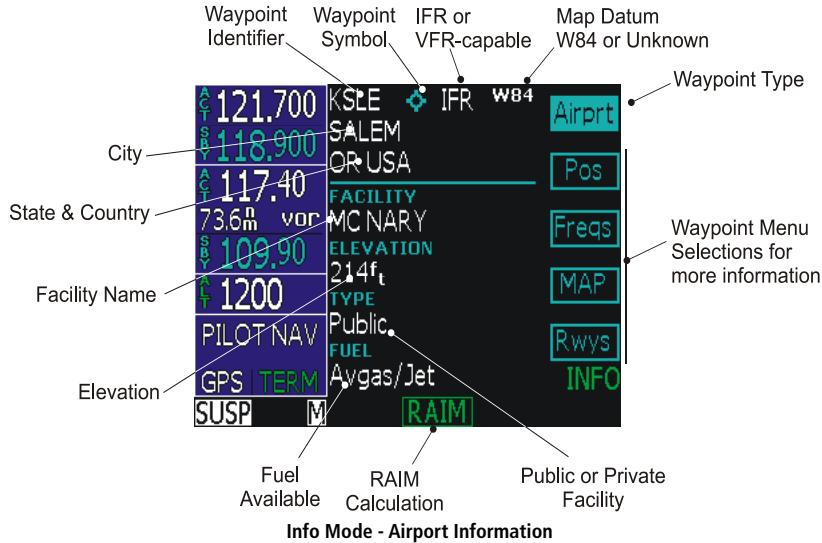 Waypoint
Identifier
Waypoint
Symbol
IFR or
VFR-capable
Map Datum
W84 or Unknown
Waypoint Type
City
State & Country
Facility Name
Elevation
ACT 121.700
SBY 118.900
ACT 117.40
73.6nm vor
SBY 109.90
ALT 1200
PILOT NAV
GPS TERM
SUSP M
KSLE IFR W84
SALEM
OR USA
FACILITY
MC NARY
ELEVATION
214ft
TYPE
Public
FUEL
Avgas/Jet
RAIM
Airprt
Pos
Freqs
MAP
Rwys
INFO
Waypoint Menu
Selections for
more information
Fuel
Available
RAIM
Calculation
Public or Private
Facility
Info Mode - Airport Information